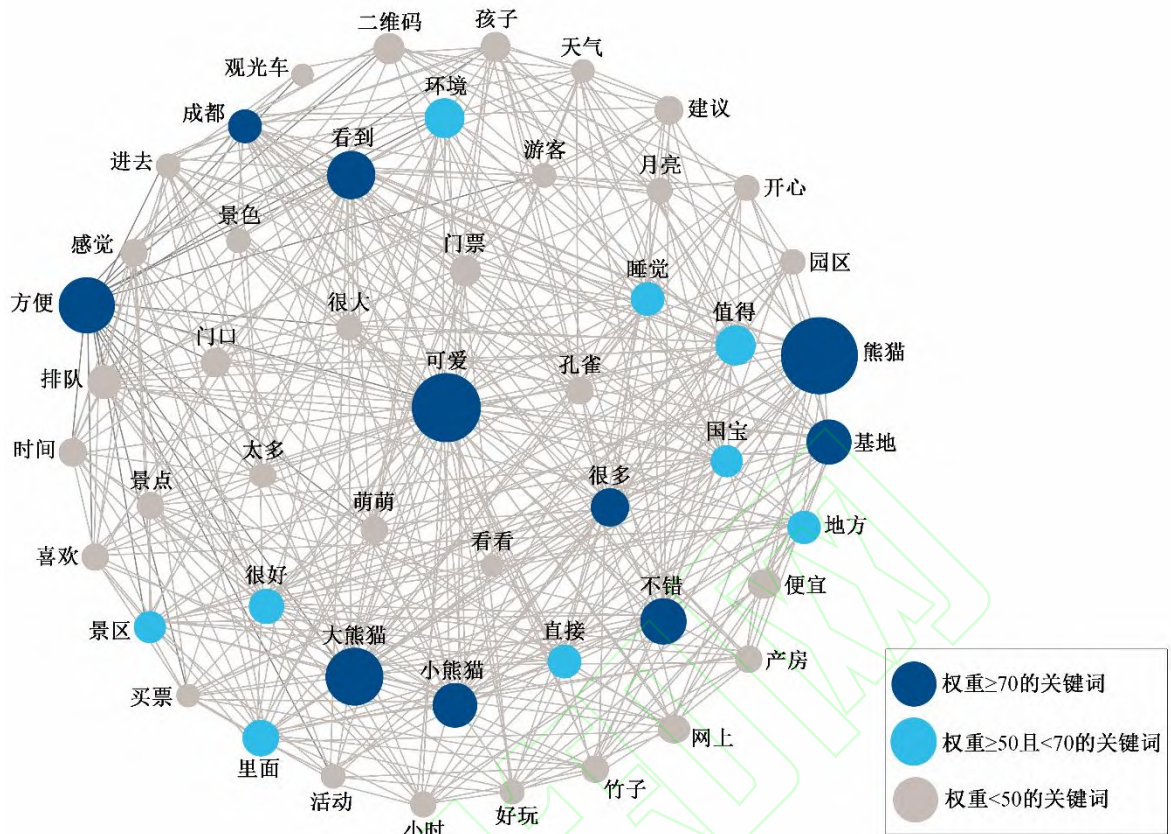 二维码
孩子
天气
观光车
环境
建议
成都
看到
游客
月亮
进去
开心
景色
感觉
门票
园区
睡觉
方便
很大
值得
门口
可爱
孔雀
熊猫
排队
国宝
基地
时间
太多
很多
景点
萌萌
地方
看看
喜欢
很好
不错
便宜
景区
大熊猫
小熊猫
直接
产房
买票
网上
里面
活动
小时
好玩
竹子
权重≥70的关键词
权重≥50且<70的关键词
权重<50的关键词